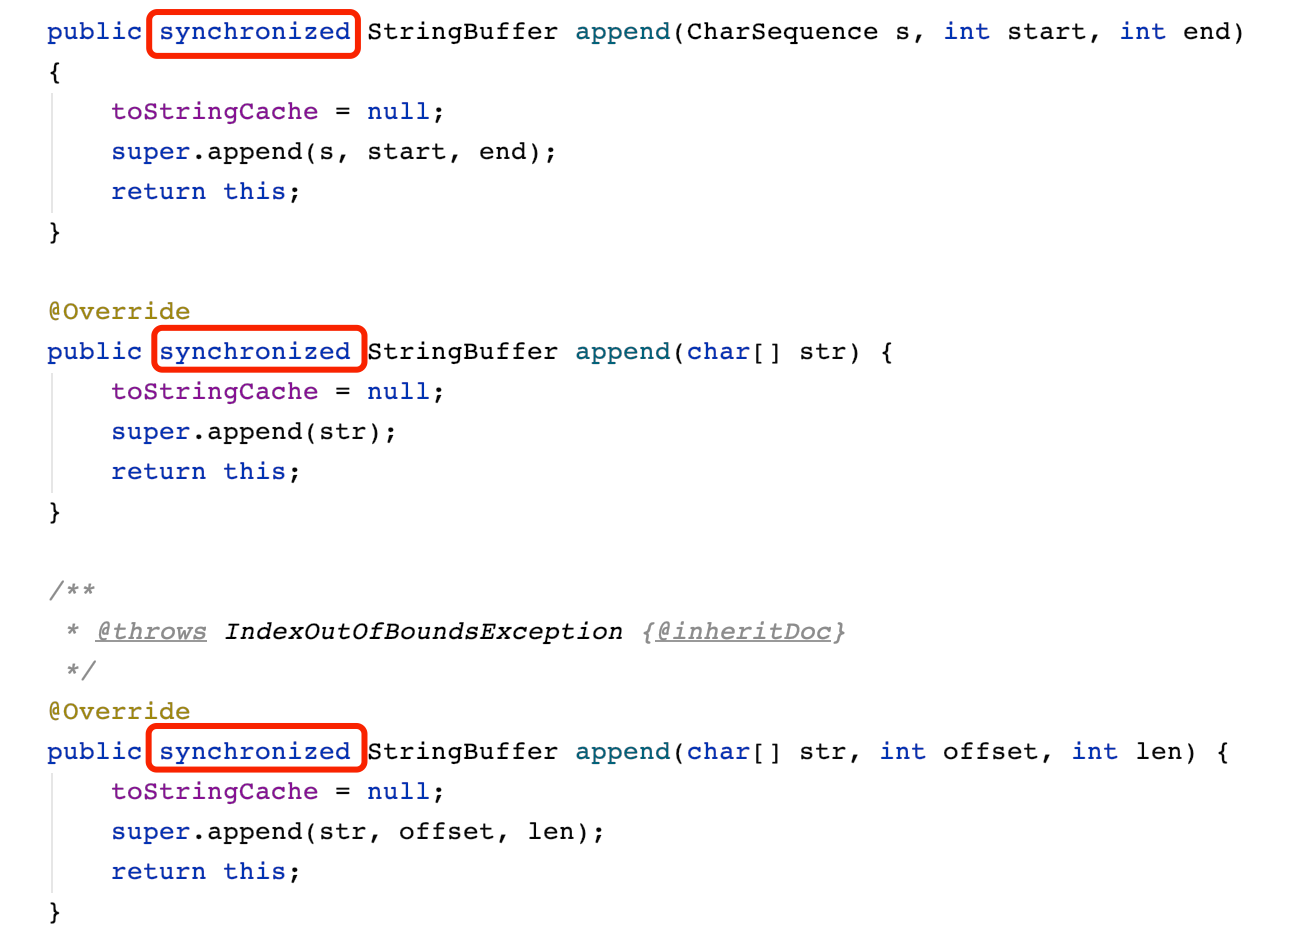 public synchronized StringBuffer append(CharSequence s, int start, int end)
{
    toStringCache = null;
    super.append(s, start, end);
    return this;
}

@Override
public synchronized StringBuffer append(char[] str) {
    toStringCache = null;
    super.append(str);
    return this;
}

/**
 * @throws IndexOutOfBoundsException {@inheritDoc}
 */
@Override
public synchronized StringBuffer append(char[] str, int offset, int len) {
    toStringCache = null;
    super.append(str, offset, len);
    return this;
}